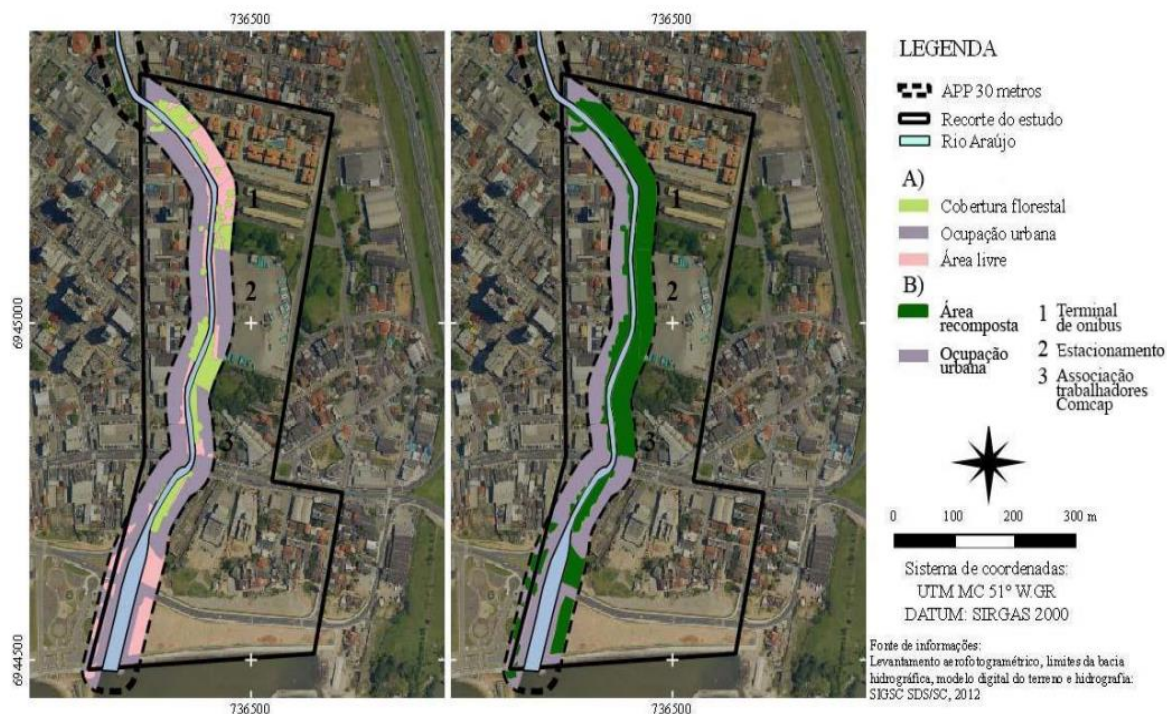 736500
736500
6945000
6944500
1
2
3
1
2
3
736500
736500
LEGENDA
APP 30 metros
Recorte do estudo
Rio Araújo
A)
Cobertura florestal
Ocupação urbana
Área livre
B)
Área
recomposta
Ocupação
urbana
1 Terminal
de onibus
2 Estacionamento
3 Associação
trabalhadores
Comcap
0 100 200 300 m
Sistema de coordenadas:
UTM MC 51º W.GR
DATUM: SIRGAS 2000
Fonte de informações:
Levantamento aerofotogramétrico, limites da bacia
hidrográfica, modelo digital do terreno e hidrografia:
SIGSC SDS/SC, 2012